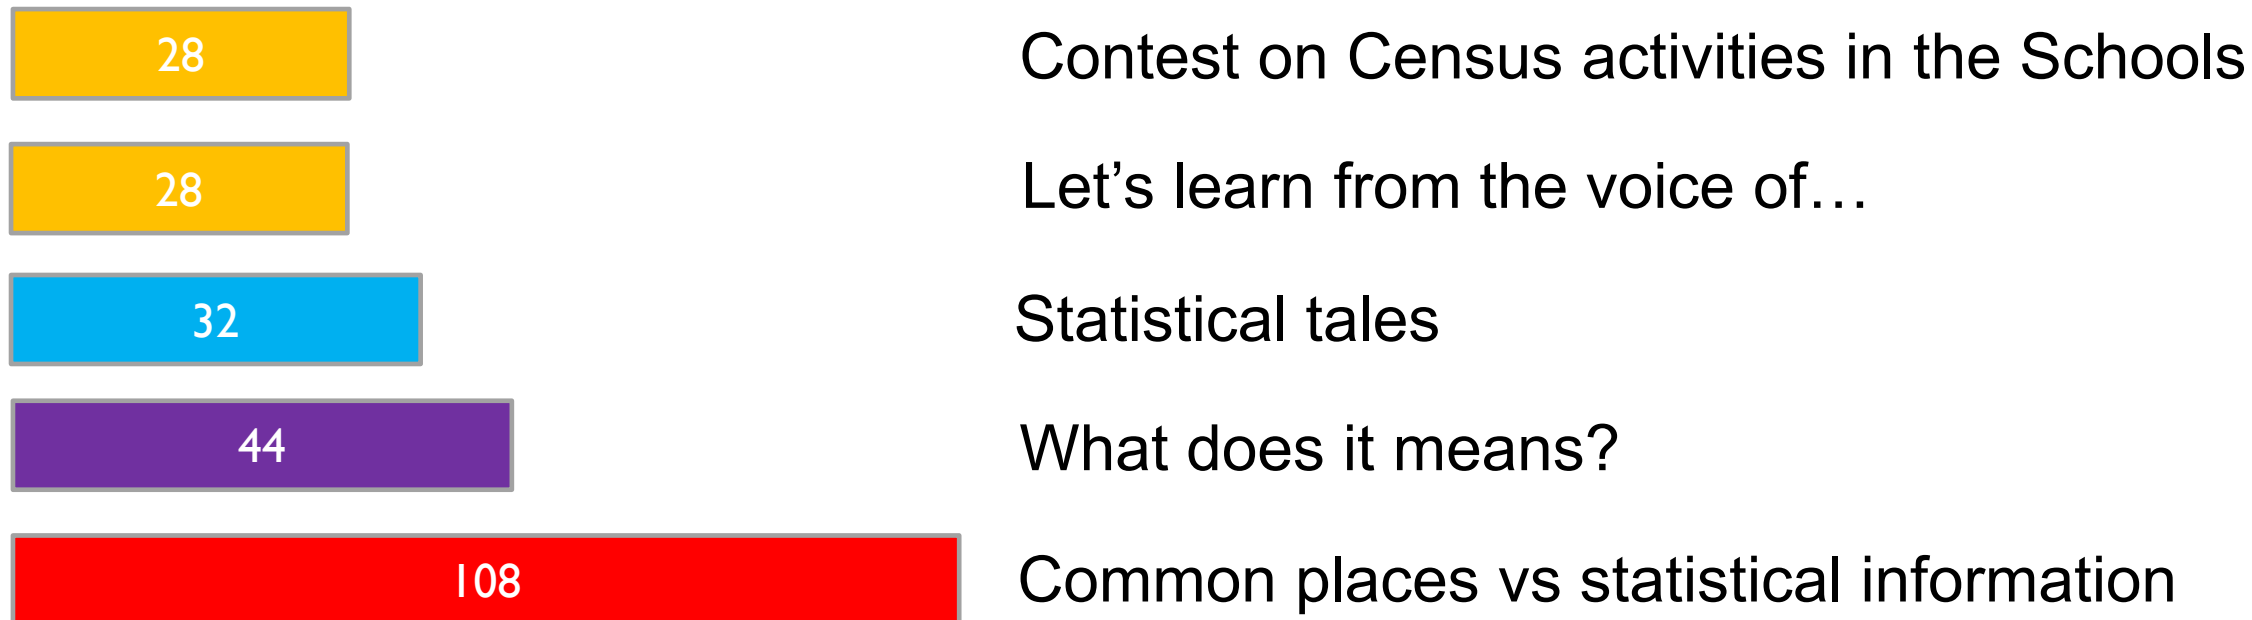 28 Contest on Census activities in the Schools
28 Let’s learn from the voice of…
32 Statistical tales
44 What does it means?
108 Common places vs statistical information